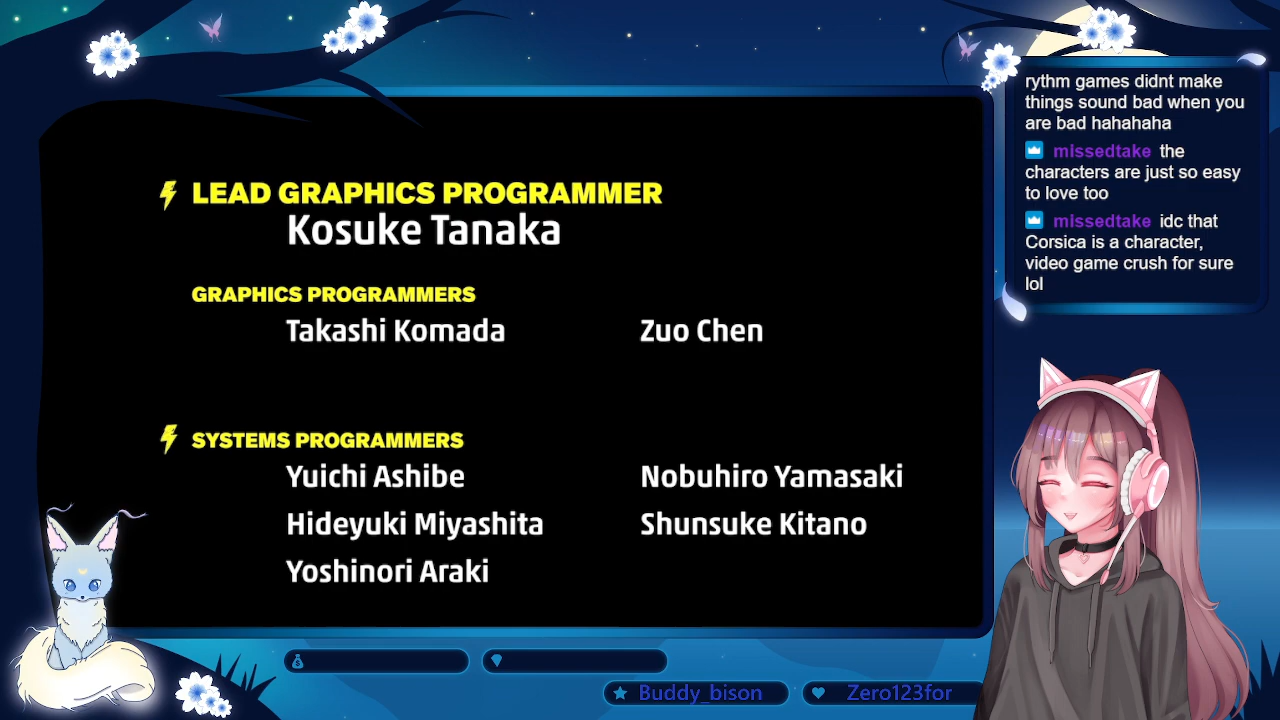 LEAD GRAPHICS PROGRAMMER
Kosuke Tanaka
GRAPHICS PROGRAMMERS
Takashi Komada Zuo Chen
SYSTEMS PROGRAMMERS
Yuichi Ashibe Nobuhiro Yamasaki
Hideyuki Miyashita Shunsuke Kitano
Yoshinori Araki
rythm games didnt make
things sound bad when you
are bad hahahaha
missedtake the
characters are just so easy
to love too
missedtake idc that
Corsica is a character,
video game crush for sure
lol
Buddy_bison Zero123for